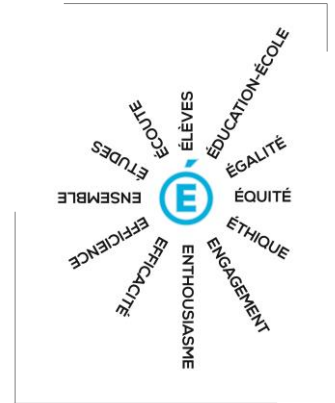 É
ÉLÈVES
ÉDUCATION-ÉCOLE
ÉGALITÉ
ÉQUITÉ
ÉTHIQUE
ENGAGEMENT
ENTHOUSIASME
EFFICACITÉ
EFFICIENCE
ENSEMBLE
ÉTUDES
ÉCOUTE